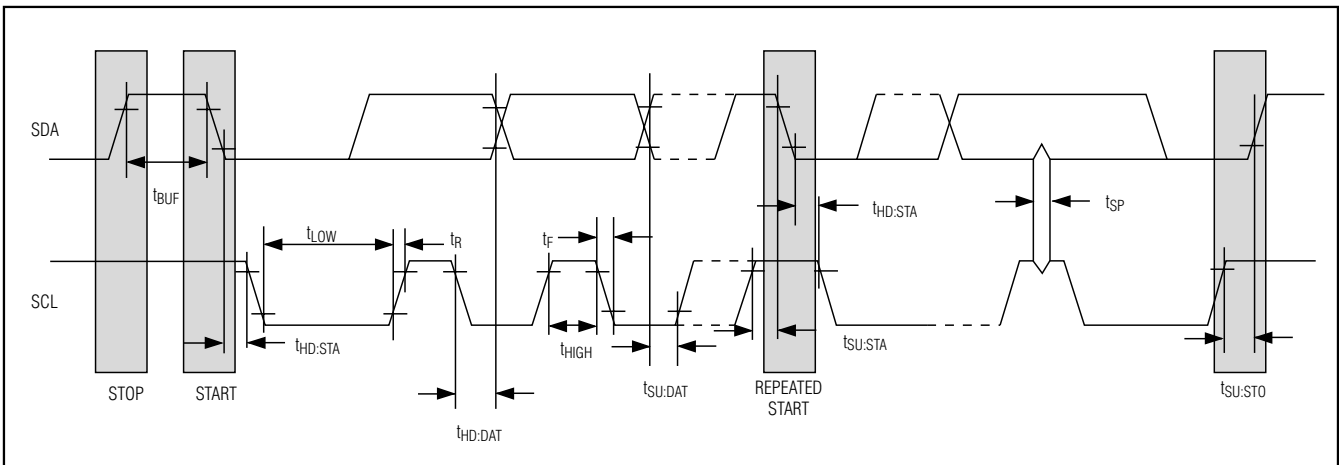 SDA
tBUF
tLOW
tR
tF
tHD:STA
tSP
SCL
tHD:STA
tHIGH
tSU:STA
STOP
START
tSU:DAT
REPEATED
START
tSU:STO
tHD:DAT